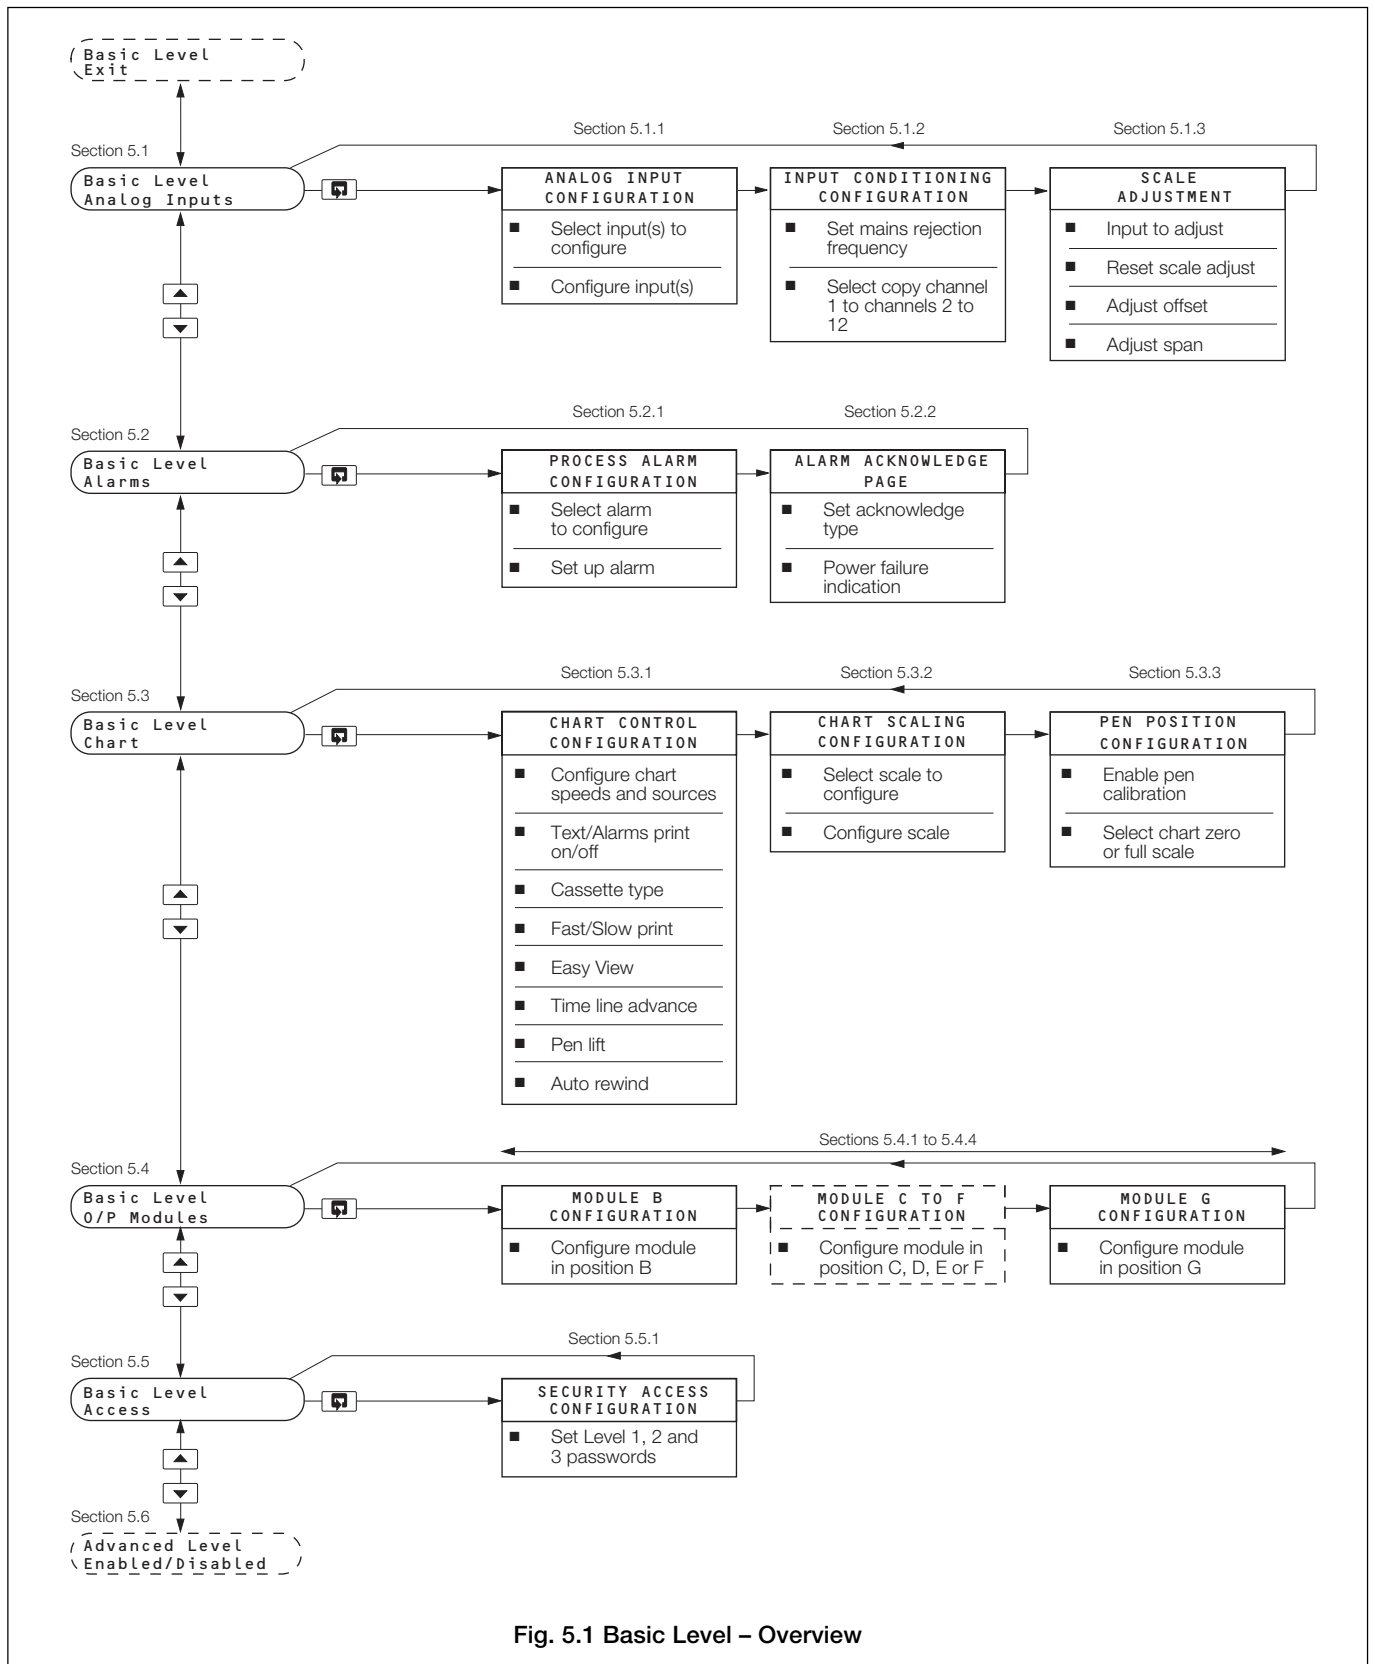 Basic Level
Exit
Section 5.1.1
Section 5.1.2
Section 5.1.3
Section 5.1
Basic Level
Analog Inputs
ANALOG INPUT
CONFIGURATION
■ Select input(s) to
configure
■ Configure input(s)
INPUT CONDITIONING
CONFIGURATION
■ Set mains rejection
frequency
■ Select copy channel
1 to channels 2 to
12
SCALE
ADJUSTMENT
■ Input to adjust
■ Reset scale adjust
■ Adjust offset
■ Adjust span
Section 5.2.1
Section 5.2.2
Section 5.2
Basic Level
Alarms
PROCESS ALARM
CONFIGURATION
■ Select alarm
to configure
■ Set up alarm
ALARM ACKNOWLEDGE
PAGE
■ Set acknowledge
type
■ Power failure
indication
Section 5.3.1
Section 5.3.2
Section 5.3.3
Section 5.3
Basic Level
Chart
CHART CONTROL
CONFIGURATION
■ Configure chart
speeds and sources
■ Text/Alarms print
on/off
■ Cassette type
■ Fast/Slow print
■ Easy View
■ Time line advance
■ Pen lift
■ Auto rewind
CHART SCALING
CONFIGURATION
■ Select scale to
configure
■ Configure scale
PEN POSITION
CONFIGURATION
■ Enable pen
calibration
■ Select chart zero
or full scale
Sections 5.4.1 to 5.4.4
Section 5.4
Basic Level
O/P Modules
MODULE B
CONFIGURATION
■ Configure module
in position B
MODULE C TO F
CONFIGURATION
■ Configure module in
position C, D, E or F
MODULE G
CONFIGURATION
■ Configure module
in position G
Section 5.5.1
Section 5.5
Basic Level
Access
SECURITY ACCESS
CONFIGURATION
■ Set Level 1, 2 and
3 passwords
Section 5.6
Advanced Level
Enabled/Disabled
Fig. 5.1 Basic Level – Overview